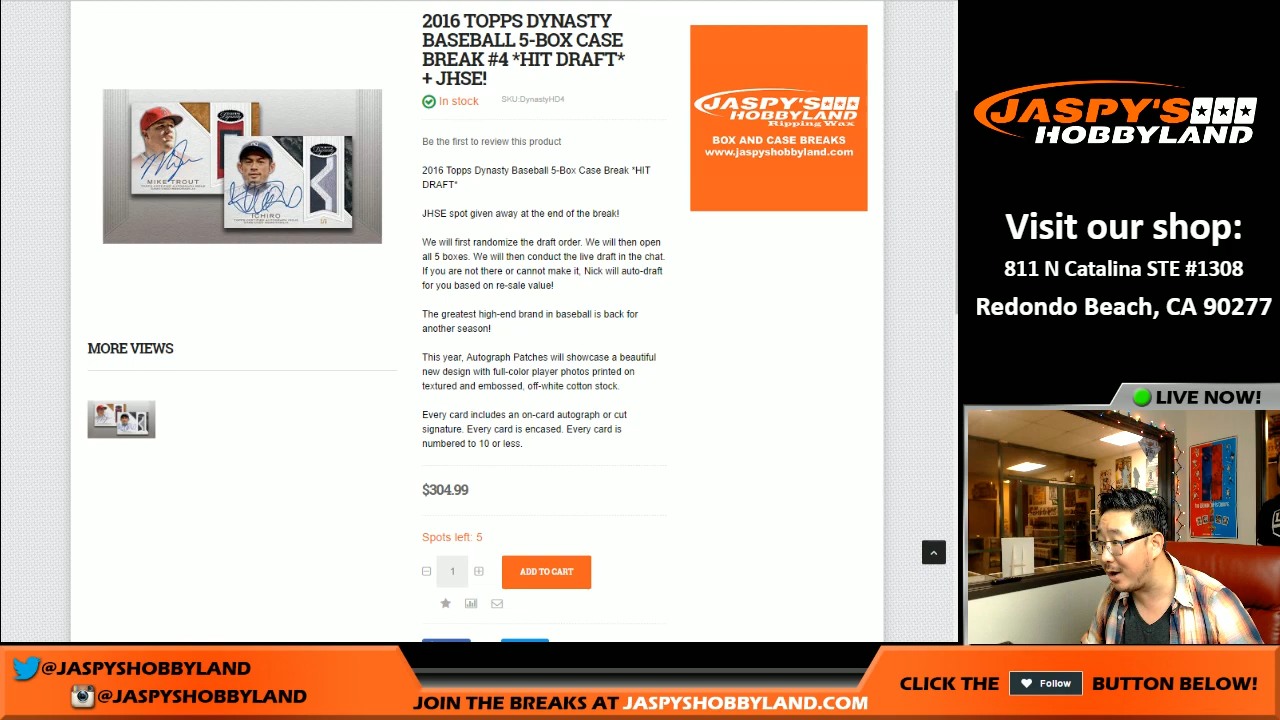 2016 TOPPS DYNASTY
BASEBALL 5-BOX CASE
BREAK #4 *HIT DRAFT*
+ JHSE!
In stock
SKU:DynastyHD4
Be the first to review this product
2016 Topps Dynasty Baseball 5-Box Case Break *HIT
DRAFT*
JHSE spot given away at the end of the break!
We will first randomize the draft order. We will then open
all 5 boxes. We will then conduct the live draft in the chat.
If you are not there or cannot make it, Nick will auto-draft
for you based on re-sale value!
The greatest high-end brand in baseball is back for
another season!
This year, Autograph Patches will showcase a beautiful
new design with full-color player photos printed on
textured and embossed, off-white cotton stock.
Every card includes an on-card autograph or cut
signature. Every card is encased. Every card is
numbered to 10 or less.
$304.99
Spots left: 5
1
ADD TO CART
MIKE TROUT
ICHIRO
MORE VIEWS
JASPY'S
HOBBYLAND
Ripping Wax
BOX AND CASE BREAKS
www.jaspyshobbyland.com
JASPY'S
HOBBYLAND
Visit our shop:
811 N Catalina STE #1308
Redondo Beach, CA 90277
LIVE NOW!
@JASPYSHOBBYLAND
@JASPYSHOBBYLAND
JOIN THE BREAKS AT JASPYSHOBBYLAND.COM
CLICK THE Follow BUTTON BELOW!